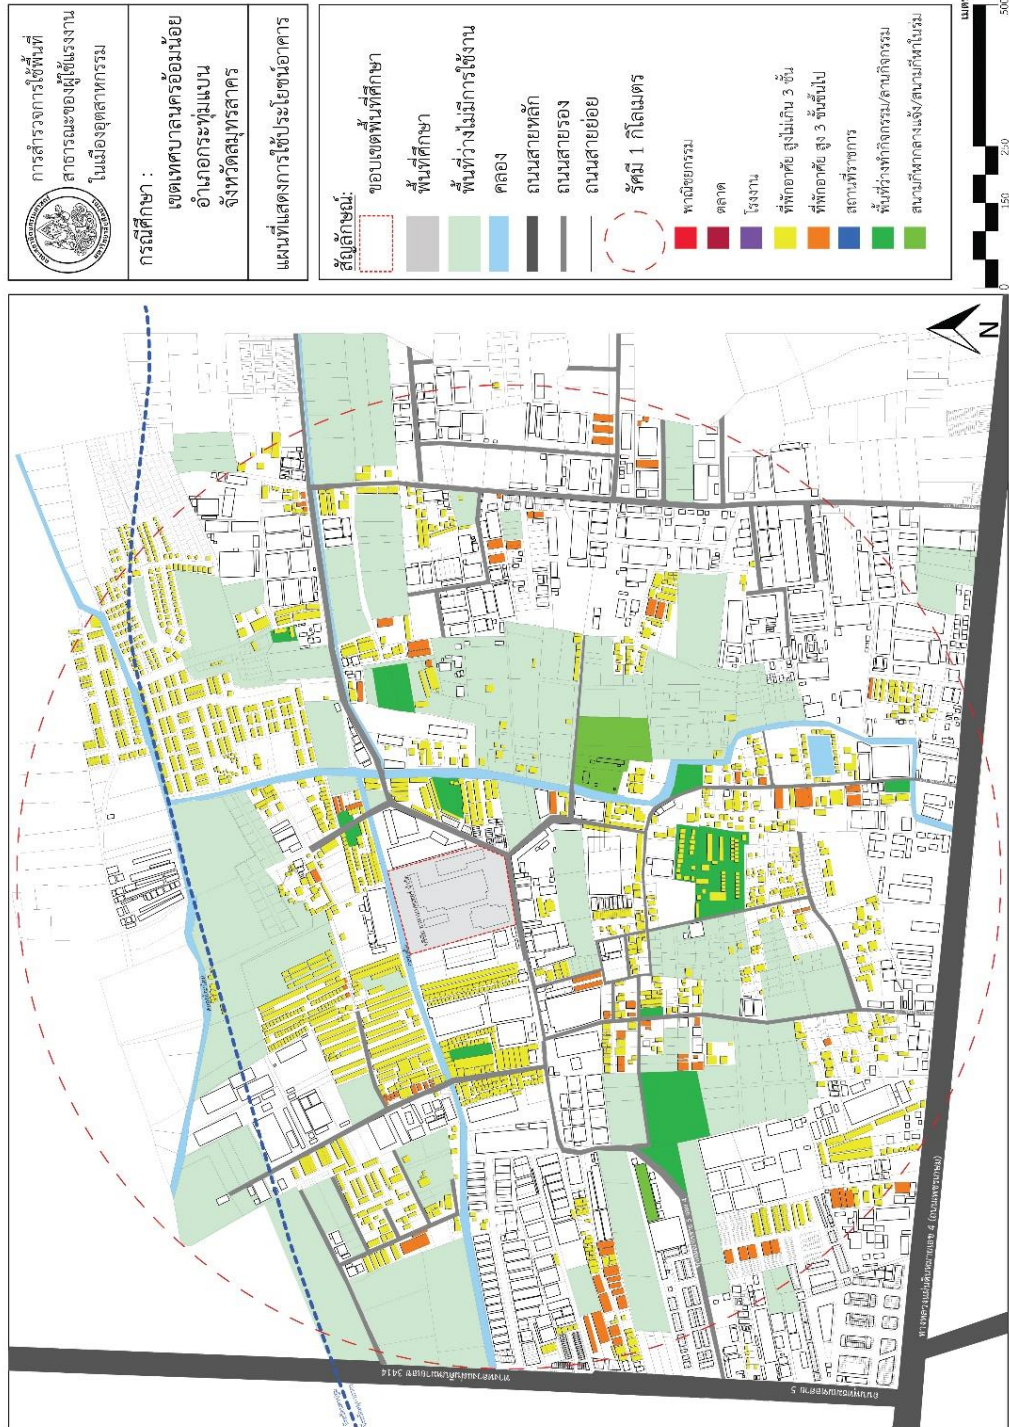 การสำรวจการใช้พื้นที่
สาธารณะของผู้ใช้แรงงาน
ในเมืองอุตสาหกรรม
กรณีศึกษา :
เขตเทศบาลนครอ้อมน้อย
อำเภอกระทุ่มแบน
จังหวัดสมุทรสาคร
แผนที่แสดงการใช้ประโยชน์อาคาร
สัญลักษณ์:
ขอบเขตพื้นที่ศึกษา
พื้นที่ศึกษา
พื้นที่ว่างไม่มีการใช้งาน
คลอง
ถนนสายหลัก
ถนนสายรอง
ถนนสายย่อย
รัศมี 1 กิโลเมตร
พาณิชยกรรม
ตลาด
โรงงาน
ที่พักอาศัย สูงไม่เกิน 3 ชั้น
ที่พักอาศัย สูง 3 ชั้นขึ้นไป
สถานที่ราชการ
พื้นที่ว่างทำกิจกรรม/ลานกิจกรรม
สนามกีฬากลางแจ้ง/สนามกีฬาในร่ม
0 150 250 500
N
ทางหลวงแผ่นดินหมายเลข 3414
ถนนพุทธมณฑลสาย 5
ทางหลวงแผ่นดินหมายเลข 4 (ถนนเพชรเกษม)